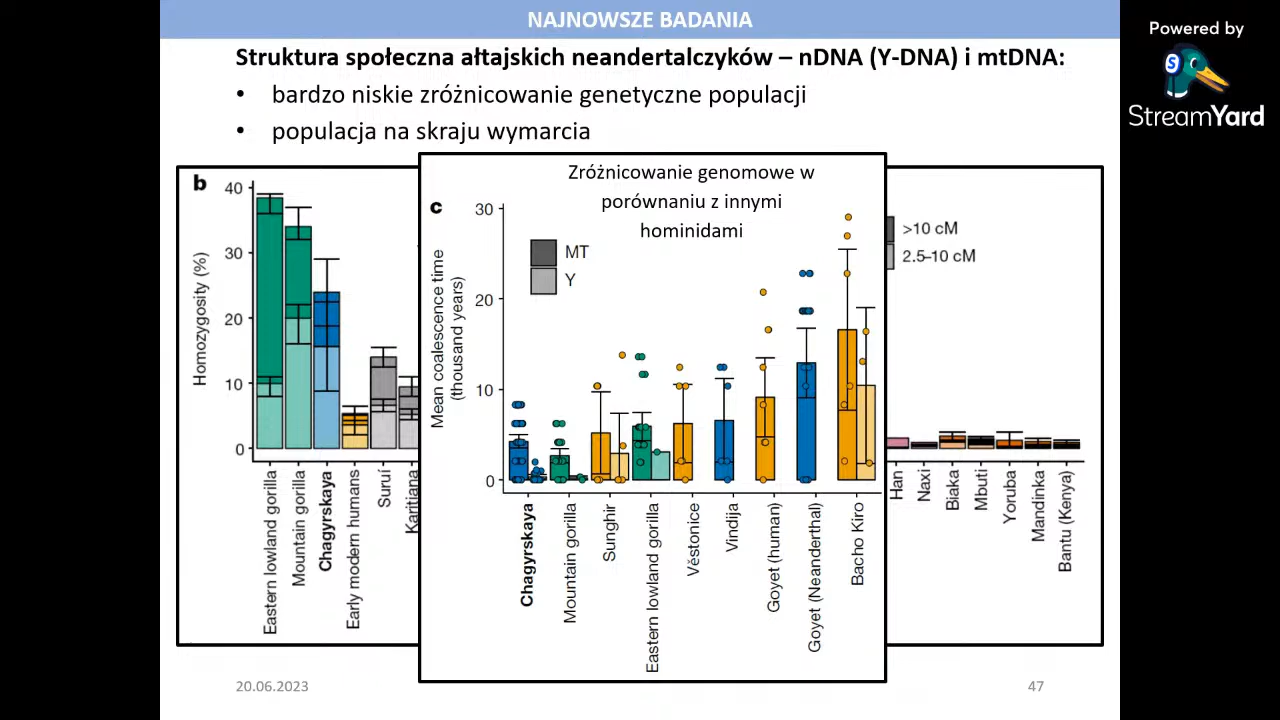 NAJNOWSZE BADANIA
Powered by
StreamYard
Struktura społeczna ałtajskich neandertalczyków – nDNA (Y-DNA) i mtDNA:
• bardzo niskie zróżnicowanie genetyczne populacji
• populacja na skraju wymarcia
b
Homozygosity (%)
40
30
20
10
0
Eastern lowland gorilla
Mountain gorilla
Chagyrskaya
Early modern humans
Suruí
Karitiana
Zróżnicowanie genomowe w
porównaniu z innymi
hominidami
c
Mean coalescence time
(thousand years)
30
20
10
0
MT
Y
Chagyrskaya
Mountain gorilla
Sunghir
Eastern lowland gorilla
Věstonice
Vindija
Goyet (human)
Goyet (Neanderthal)
Bacho Kiro
>10 cM
2.5–10 cM
Han
Naxi
Biaka
Mbuti
Yoruba
Mandinka
Bantu (Kenya)
20.06.2023
47